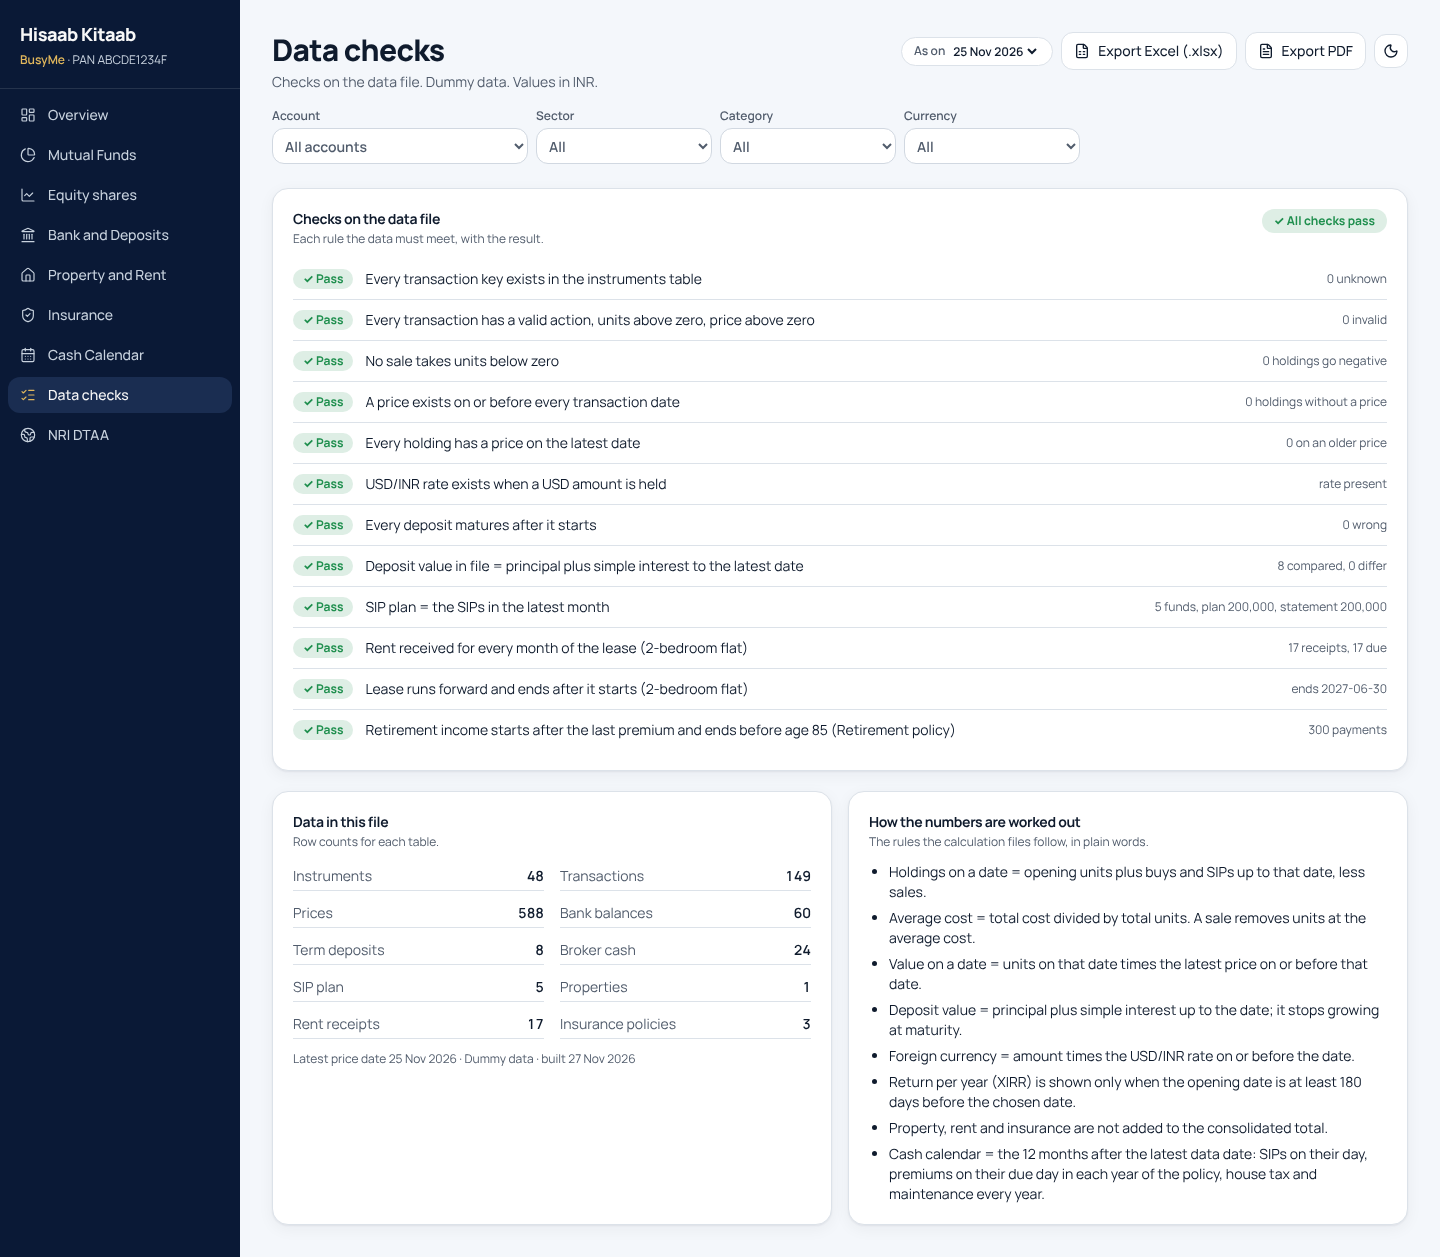 Hisaab Kitaab
BusyMe · PAN ABCDE1234F
Overview
Mutual Funds
Equity shares
Bank and Deposits
Property and Rent
Insurance
Cash Calendar
Data checks
NRI DTAA
Data checks
Checks on the data file. Dummy data. Values in INR.
As on 25 Nov 2026
Export Excel (.xlsx)
Export PDF
Account
All accounts
Sector
All
Category
All
Currency
All
Checks on the data file
Each rule the data must meet, with the result.
✓ All checks pass
✓ Pass Every transaction key exists in the instruments table 0 unknown
✓ Pass Every transaction has a valid action, units above zero, price above zero 0 invalid
✓ Pass No sale takes units below zero 0 holdings go negative
✓ Pass A price exists on or before every transaction date 0 holdings without a price
✓ Pass Every holding has a price on the latest date 0 on an older price
✓ Pass USD/INR rate exists when a USD amount is held rate present
✓ Pass Every deposit matures after it starts 0 wrong
✓ Pass Deposit value in file = principal plus simple interest to the latest date 8 compared, 0 differ
✓ Pass SIP plan = the SIPs in the latest month 5 funds, plan 200,000, statement 200,000
✓ Pass Rent received for every month of the lease (2-bedroom flat) 17 receipts, 17 due
✓ Pass Lease runs forward and ends after it starts (2-bedroom flat) ends 2027-06-30
✓ Pass Retirement income starts after the last premium and ends before age 85 (Retirement policy) 300 payments
Data in this file
Row counts for each table.
Instruments 48 Transactions 149
Prices 588 Bank balances 60
Term deposits 8 Broker cash 24
SIP plan 5 Properties 1
Rent receipts 17 Insurance policies 3
Latest price date 25 Nov 2026 · Dummy data · built 27 Nov 2026
How the numbers are worked out
The rules the calculation files follow, in plain words.
• Holdings on a date = opening units plus buys and SIPs up to that date, less
sales.
• Average cost = total cost divided by total units. A sale removes units at the
average cost.
• Value on a date = units on that date times the latest price on or before that
date.
• Deposit value = principal plus simple interest up to the date; it stops growing
at maturity.
• Foreign currency = amount times the USD/INR rate on or before the date.
• Return per year (XIRR) is shown only when the opening date is at least 180
days before the chosen date.
• Property, rent and insurance are not added to the consolidated total.
• Cash calendar = the 12 months after the latest data date: SIPs on their day,
premiums on their due day in each year of the policy, house tax and
maintenance every year.